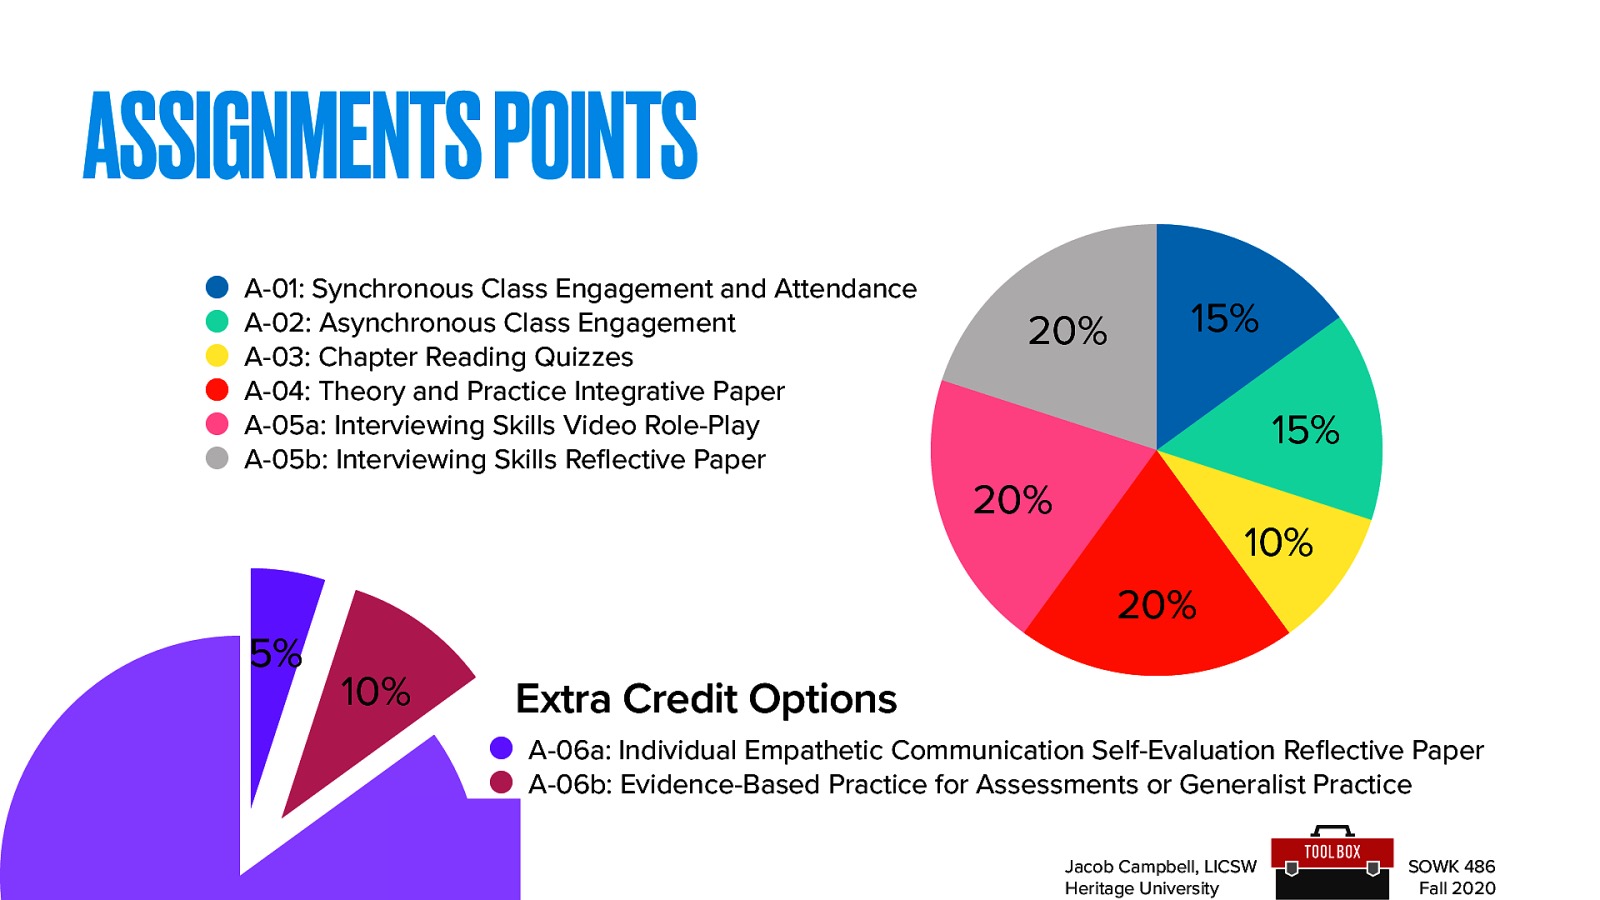 ASSIGNMENTS POINTS
A-01: Synchronous Class Engagement and Attendance
A-02: Asynchronous Class Engagement
A-03: Chapter Reading Quizzes
A-04: Theory and Practice Integrative Paper
A-05a: Interviewing Skills Video Role-Play
A-05b: Interviewing Skills Reflective Paper
20%
15%
15%
20%
10%
20%
5%
10%
Extra Credit Options
A-06a: Individual Empathetic Communication Self-Evaluation Reflective Paper
A-06b: Evidence-Based Practice for Assessments or Generalist Practice
Jacob Campbell, LICSW
Heritage University
TOOLBOX
SOWK 486
Fall 2020